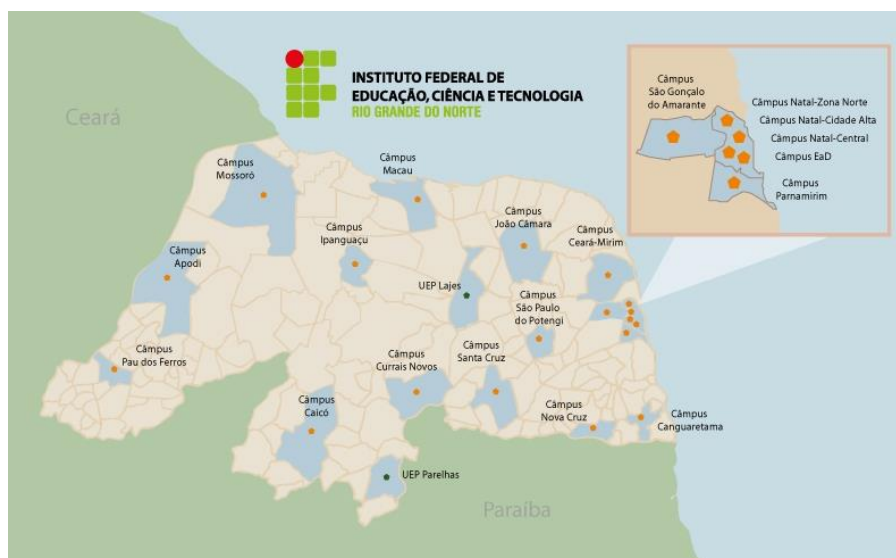 INSTITUTO FEDERAL DE
EDUCAÇÃO, CIÊNCIA E TECNOLOGIA
RIO GRANDE DO NORTE
Ceará
Câmpus
Mossoró
Câmpus
Macau
Câmpus
Ipanguaçu
Câmpus
João Câmara
Câmpus
Ceará-Mirim
Câmpus
Apodi
UEP Lajes
Câmpus
São Paulo
do Potengi
Câmpus
Pau dos Ferros
Câmpus
Currais Novos
Câmpus
Santa Cruz
Câmpus
Caicó
Câmpus
Nova Cruz
Câmpus
Canguaretama
UEP Parelhas
Paraíba
Câmpus
São Gonçalo
do Amarante
Câmpus Natal-Zona Norte
Câmpus Natal-Cidade Alta
Câmpus Natal-Central
Câmpus EaD
Câmpus
Parnamirim